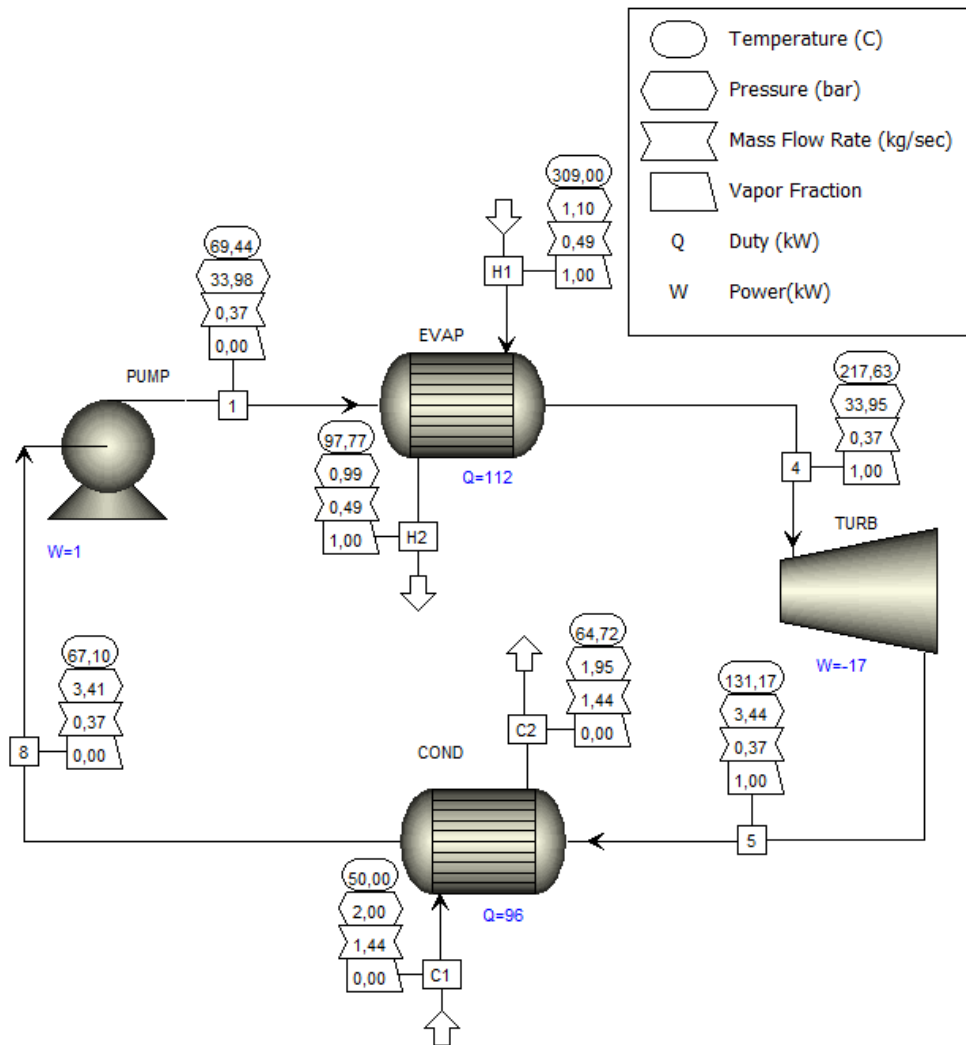 Temperature (C)
Pressure (bar)
Mass Flow Rate (kg/sec)
Vapor Fraction
Q Duty (kW)
W Power(kW)
309,00
1,10
0,49
1,00
H1
69,44
33,98
0,37
0,00
1
PUMP
W=1
EVAP
Q=112
97,77
0,99
0,49
1,00
H2
217,63
33,95
0,37
1,00
4
TURB
W=-17
64,72
1,95
1,44
0,00
C2
131,17
3,44
0,37
1,00
5
67,10
3,41
0,37
0,00
8
COND
Q=96
50,00
2,00
1,44
0,00
C1